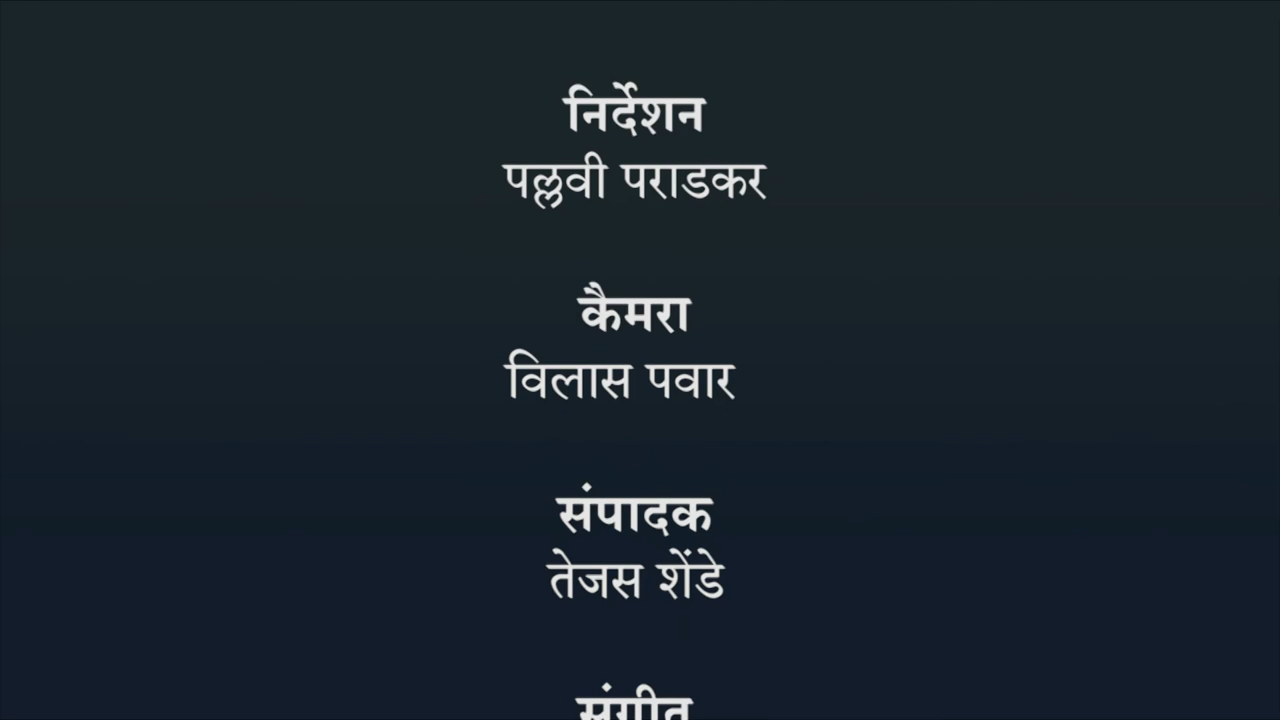 निर्देशन
पल्लवी पराडकर
कैमरा
विलास पवार
संपादक
तेजस शेंडे
संगीत